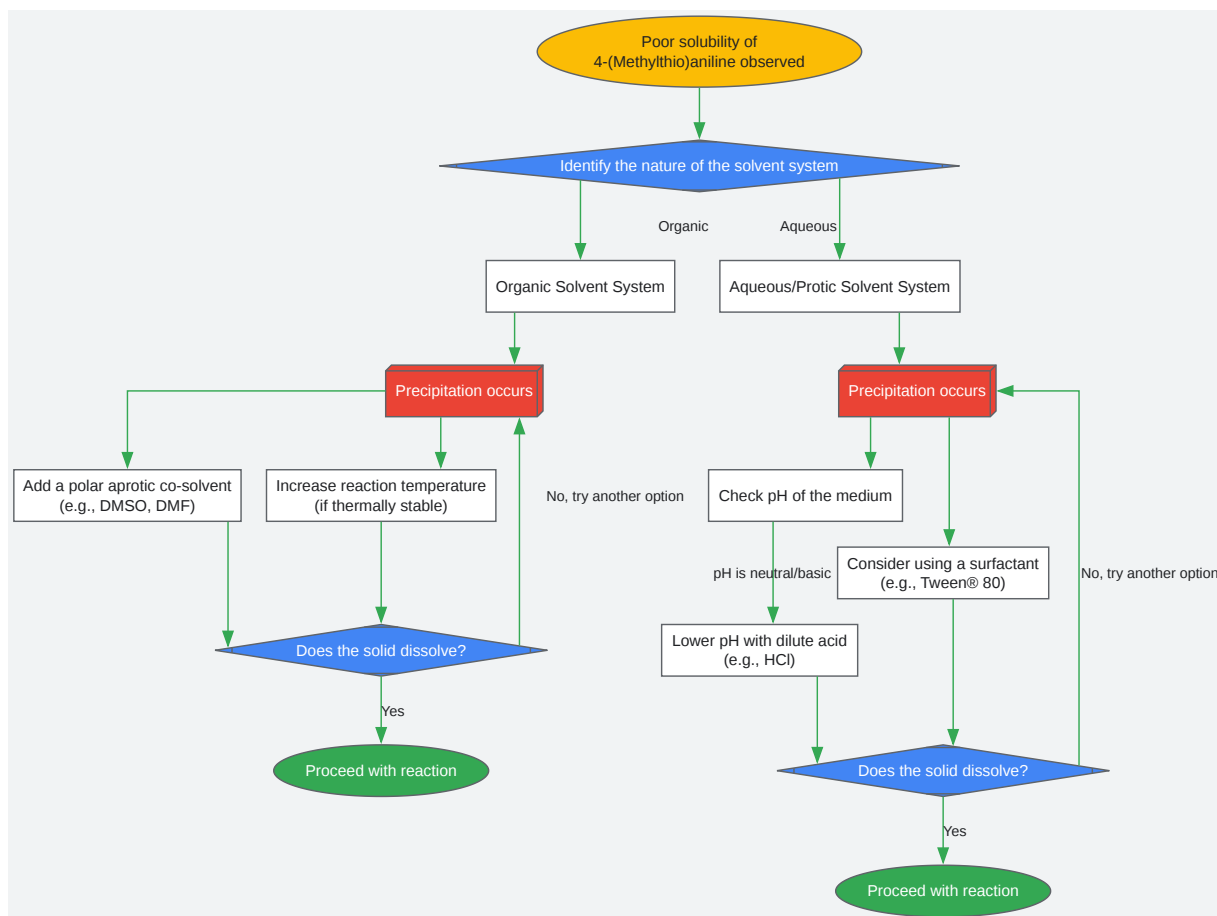 Poor solubility of
4-(Methylthio)aniline observed
Identify the nature of the solvent system
Organic
Aqueous
Organic Solvent System
Aqueous/Protic Solvent System
Precipitation occurs
Precipitation occurs
Add a polar aprotic co-solvent
(e.g., DMSO, DMF)
Increase reaction temperature
(if thermally stable)
No, try another option
Check pH of the medium
pH is neutral/basic
Consider using a surfactant
(e.g., Tween® 80)
No, try another option
Does the solid dissolve?
Lower pH with dilute acid
(e.g., HCl)
Yes
Proceed with reaction
Does the solid dissolve?
Yes
Proceed with reaction